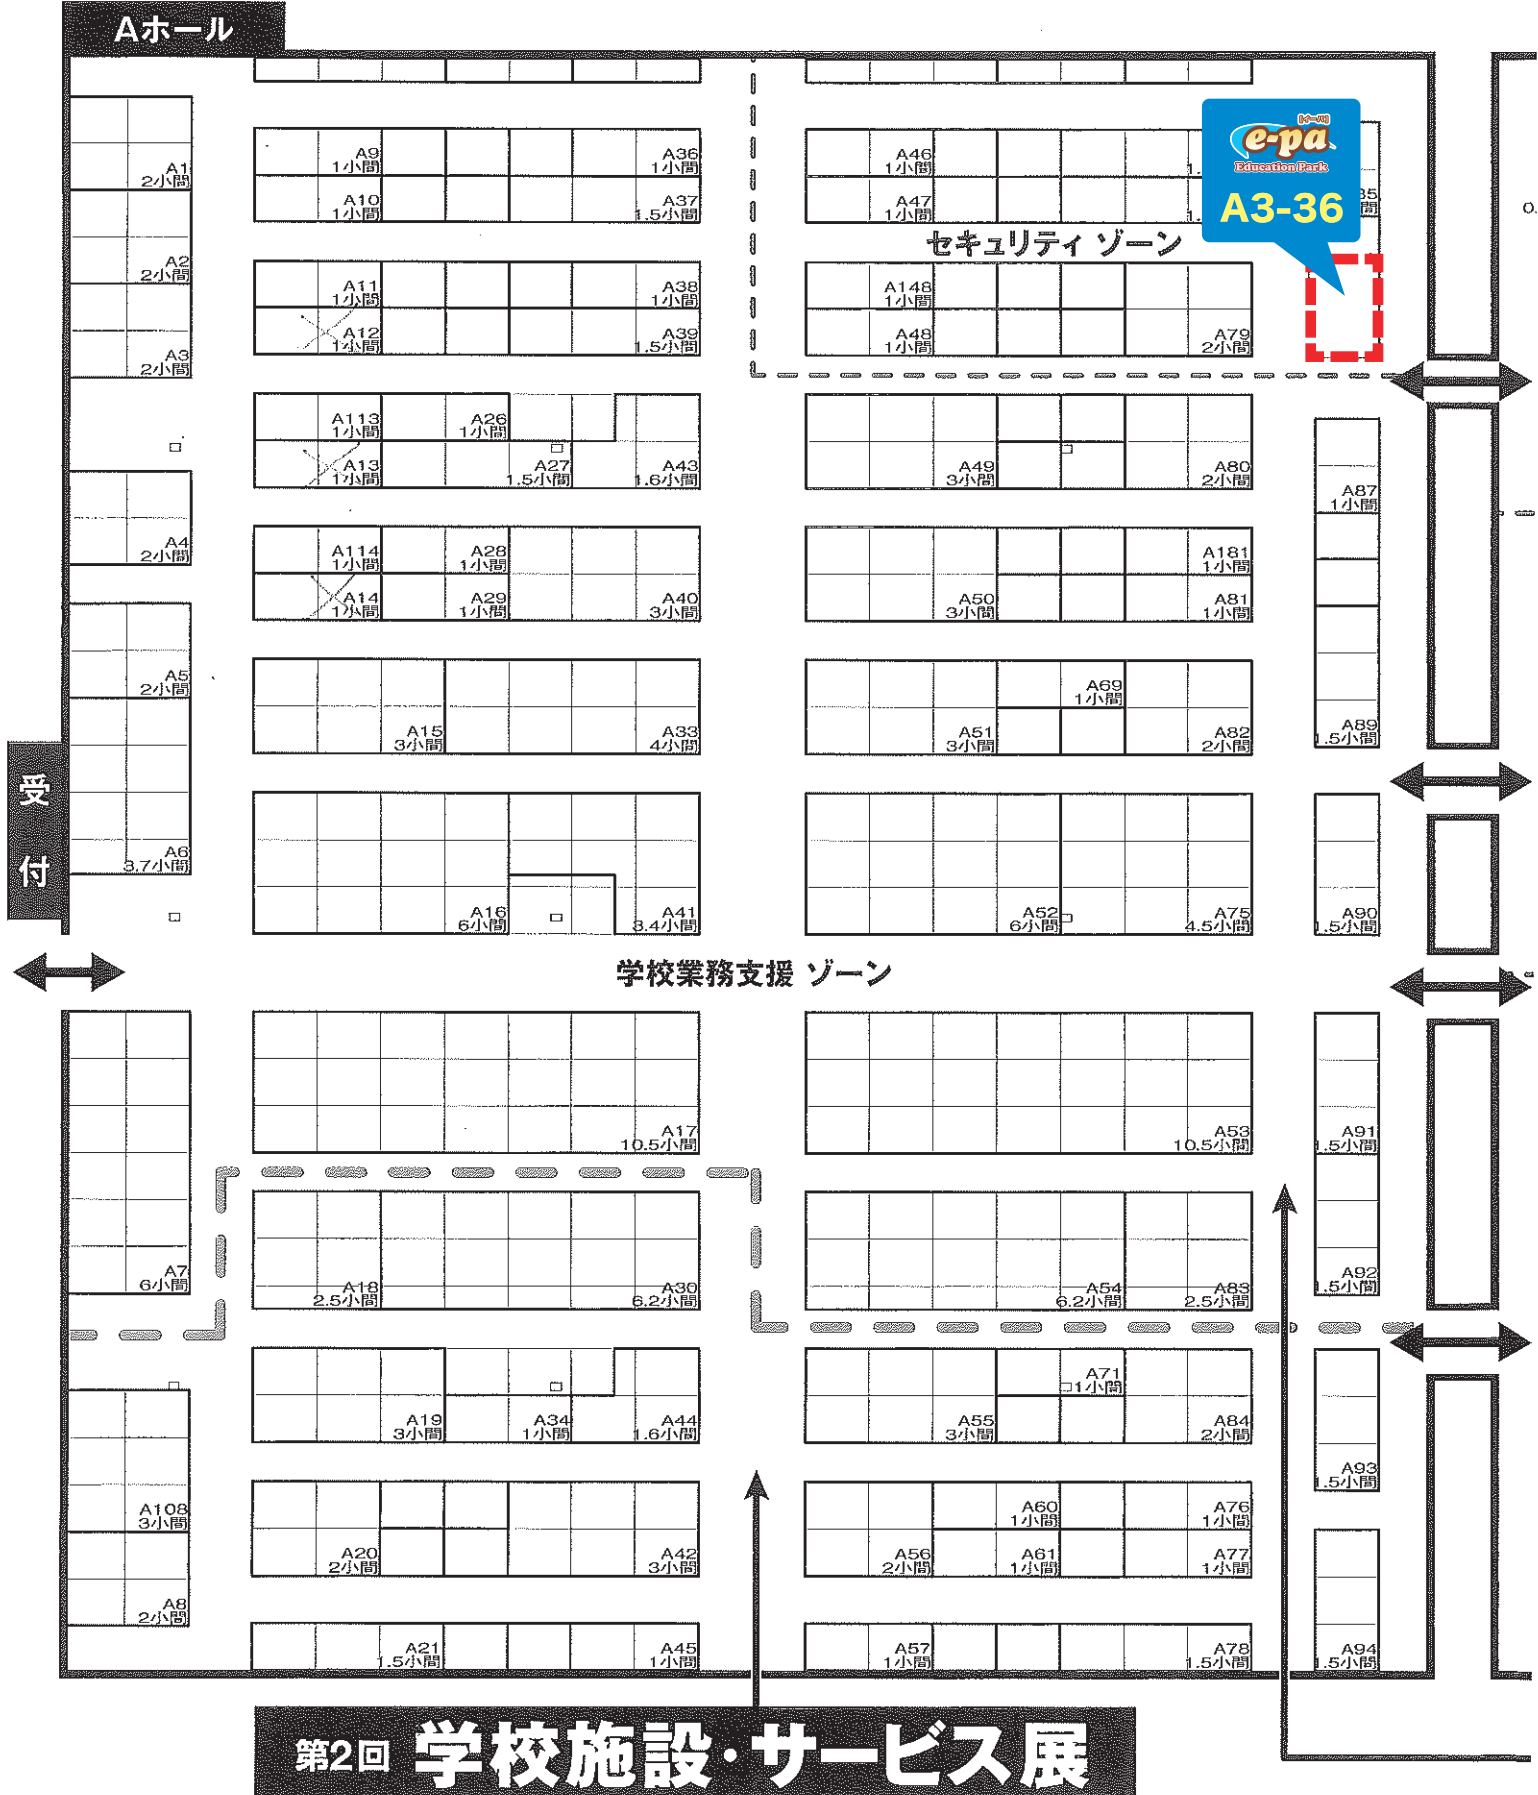 Aホール
A1
2小間
A2
2小間
A3
2小間
A4
2小間
A5
2小間
A6
3.7小間
受付
A7
6小間
A108
3小間
A8
2小間
A9
1小間
A10
1小間
A36
1小間
A37
1.5小間
A11
1小間
A12
1小間
A38
1小間
A39
1.5小間
A113
1小間
A13
1小間
A26
1小間
A27
1.5小間
A43
1.6小間
A114
1小間
A14
1小間
A28
1小間
A29
1小間
A40
3小間
A15
3小間
A33
4小間
A16
6小間
A41
3.4小間
学校業務支援 ゾーン
A17
10.5小間
A18
2.5小間
A30
6.2小間
A19
3小間
A34
1小間
A44
1.6小間
A20
2小間
A42
3小間
A21
1.5小間
A45
1小間
A46
1小間
A47
1小間
[イーパ]
e-pa
Education Park
A3-36
セキュリティ ゾーン
A148
1小間
A48
1小間
A79
2小間
A49
3小間
A80
2小間
A87
1小間
A50
3小間
A181
1小間
A81
1小間
A51
3小間
A69
1小間
A82
2小間
A89
1.5小間
A52
6小間
A75
4.5小間
A90
1.5小間
A53
10.5小間
A91
1.5小間
A54
6.2小間
A83
2.5小間
A92
1.5小間
A55
3小間
A71
1小間
A84
2小間
A93
1.5小間
A56
2小間
A60
1小間
A61
1小間
A76
1小間
A77
1小間
A57
1小間
A78
1.5小間
A94
1.5小間
第2回 学校施設・サービス展